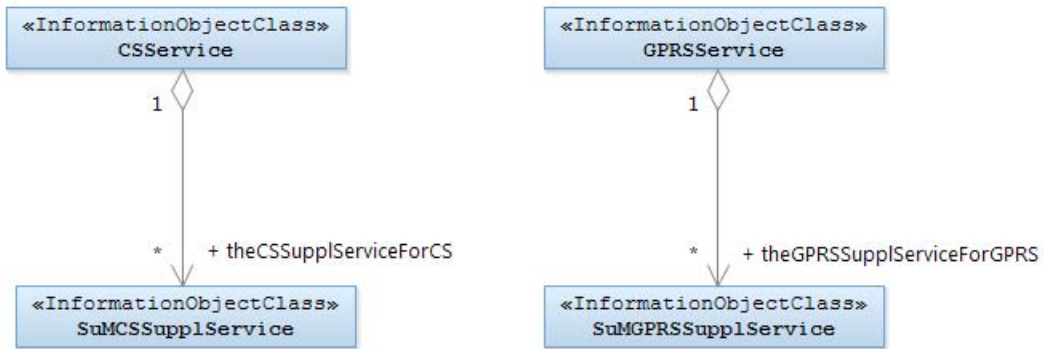 «InformationObjectClass»
CSService
1
*
+ theCSSupplServiceForCS
«InformationObjectClass»
SuMCSSupplService
«InformationObjectClass»
GPRSService
1
*
+ theGPRSSupplServiceForGPRS
«InformationObjectClass»
SuMGPRSSupplService